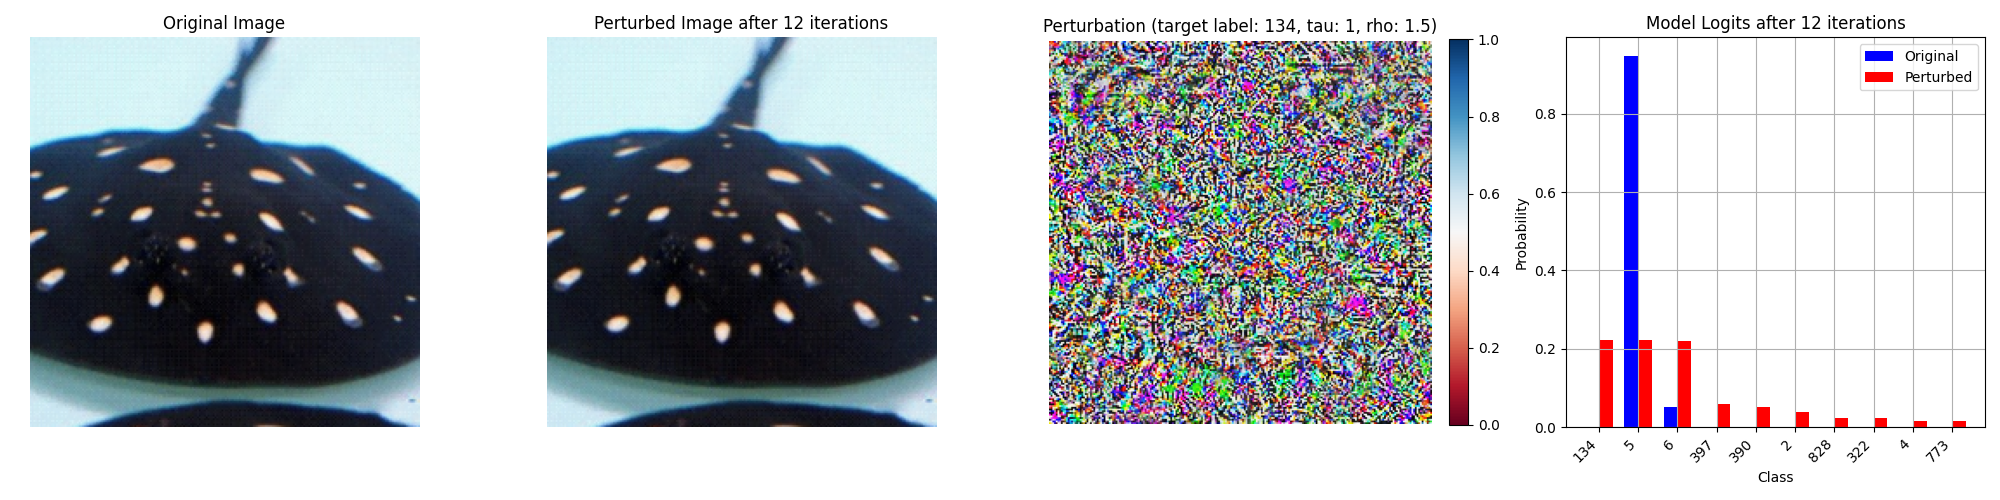 Original Image
Perturbed Image after 12 iterations
Perturbation (target label: 134, tau: 1, rho: 1.5)
1.0
0.8
0.6
0.4
0.2
0.0
Model Logits after 12 iterations
Original
Perturbed
Probability
0.8
0.6
0.4
0.2
0.0
134
5
6
397
390
2
828
322
4
773
Class